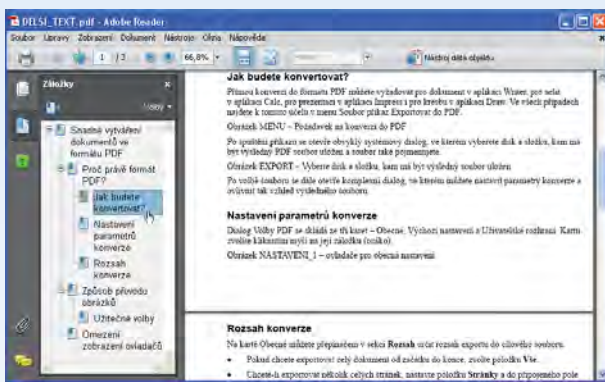 DELSI_TEXT.pdf - Adobe Reader
Soubor Úpravy Zobrazení Dokument Nástroje Okna Nápověda
1 / 3 66,8% Nástroj data objektu
Záložky
Volby
Snadné vytváření
dokumentů ve
formátu PDF
Proč právě formát
PDF?
Jak budete
konvertovat?
Nastavení
parametrů
konverze
Rozsah
konverze
Způsob převodu
obrázků
Užitečné volby
Omezení
zobrazení ovladačů
Jak budete konvertovat?
Přímou konverzi do formátu PDF můžete vyžadovat pro dokument v aplikaci Writer, pro sešit
v aplikaci Calc, pro prezentaci v aplikaci Impress i pro kresbu v aplikaci Draw. Ve všech případech
najdete k tomuto účelu v menu Soubor příkaz Exportovat do PDF.
Obrázek MENU – Požadavek na konverzi do PDF
Po spuštění příkazu se otevře obvyklý systémový dialog, ve kterém vyberete disk a složku, kam má
být výsledný PDF soubor uložen a soubor také pojmenujete.
Obrázek EXPORT – Vyberte disk a složku, kam má být výsledný soubor uložen
Po volbě souboru se dále otevře kompletní dialog, ve kterém můžete nastavit parametry konverze a
ovlivnit tak vzhled výsledného souboru.
Nastavení parametrů konverze
Dialog Volby PDF se skládá ze tří karet – Obecné, Výchozí nastavení a Uživatelské rozhraní. Kartu
zvolíte kliknutím myši na její záložku (ouško).
Obrázek NASTAVENI_1 – ovladače pro obecná nastavení
Rozsah konverze
Na kartě Obecné můžete přepínačem v sekci Rozsah určit rozsah exportu do cílového souboru.
• Pokud chcete exportovat celý dokument od začátku do konce, zvolte položku Vše.
• Chcete-li exportovat několik celých stránek, nastavte položku Stránky a do připojeného pole